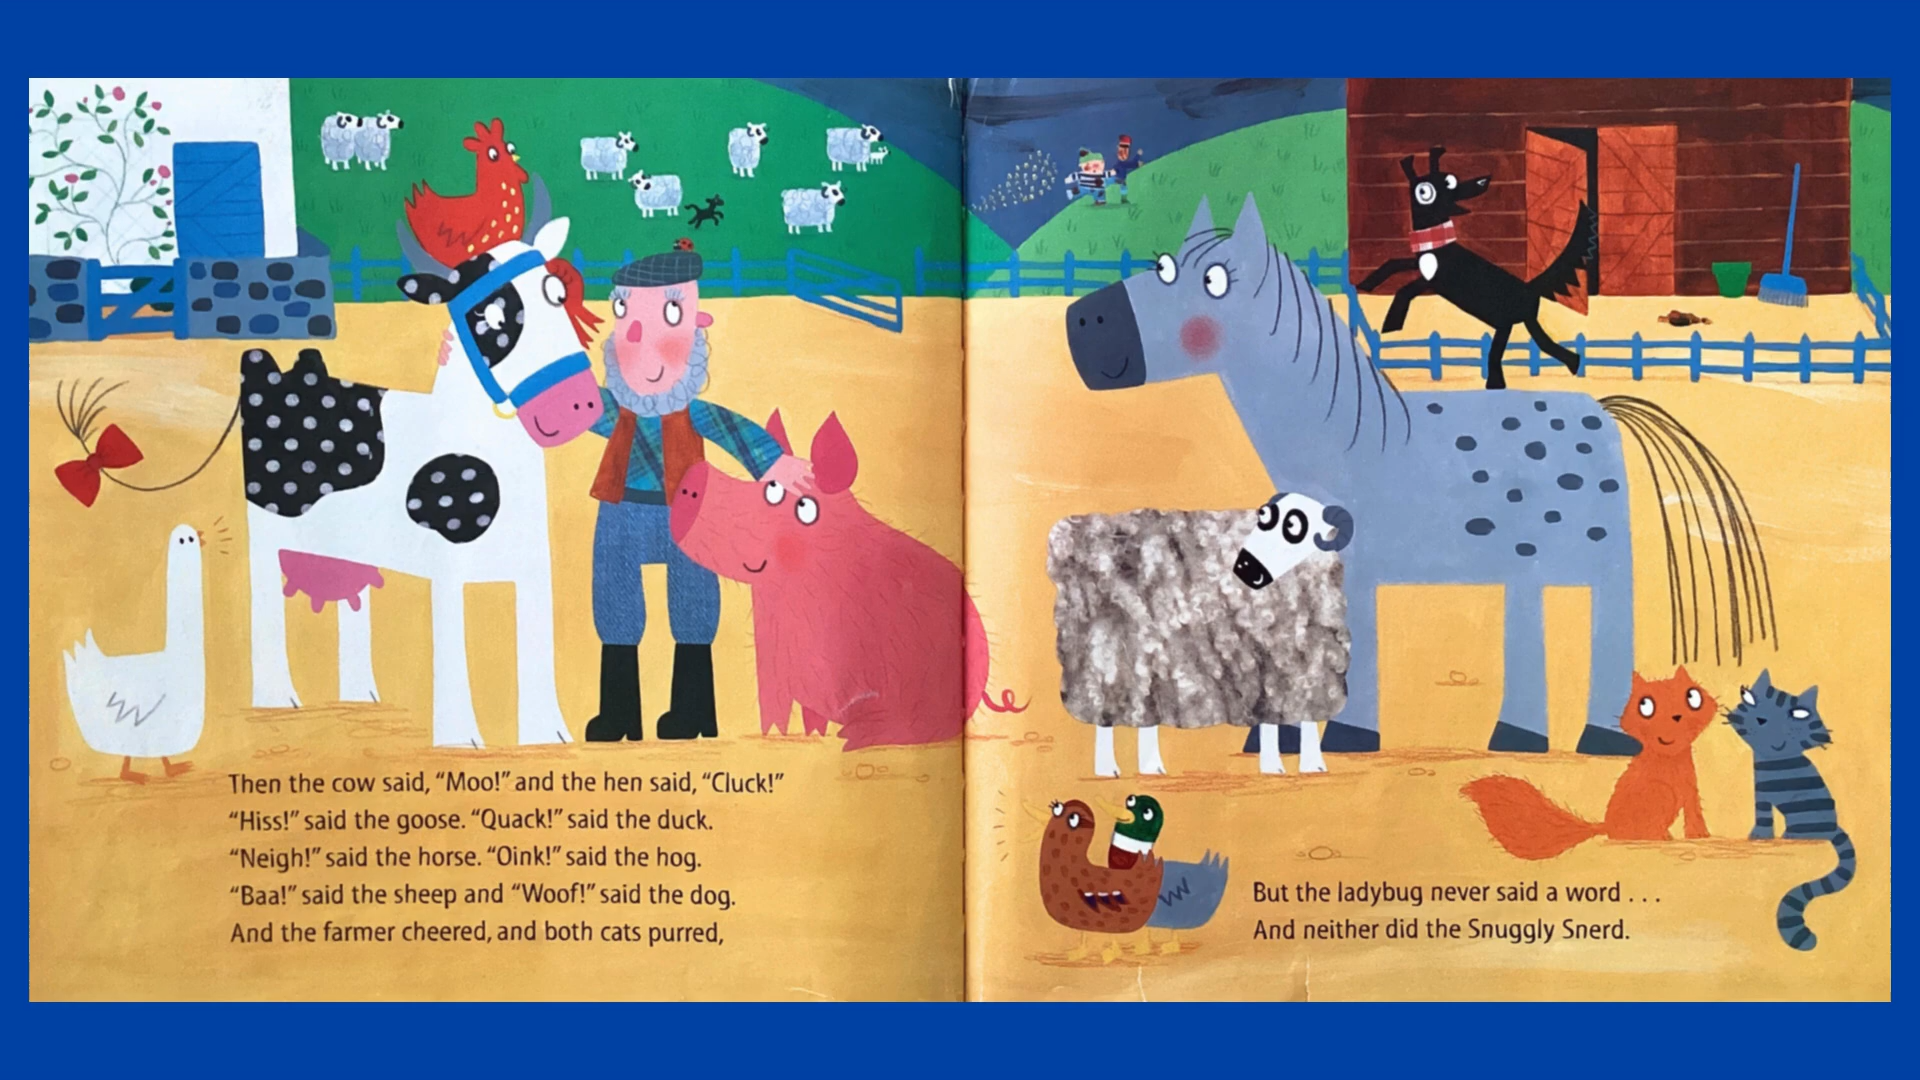 Then the cow said, “Moo!” and the hen said, “Cluck!”
“Hiss!” said the goose. “Quack!” said the duck.
“Neigh!” said the horse. “Oink!” said the hog.
“Baa!” said the sheep and “Woof!” said the dog.
And the farmer cheered, and both cats purred,
But the ladybug never said a word . . .
And neither did the Snuggly Snerd.